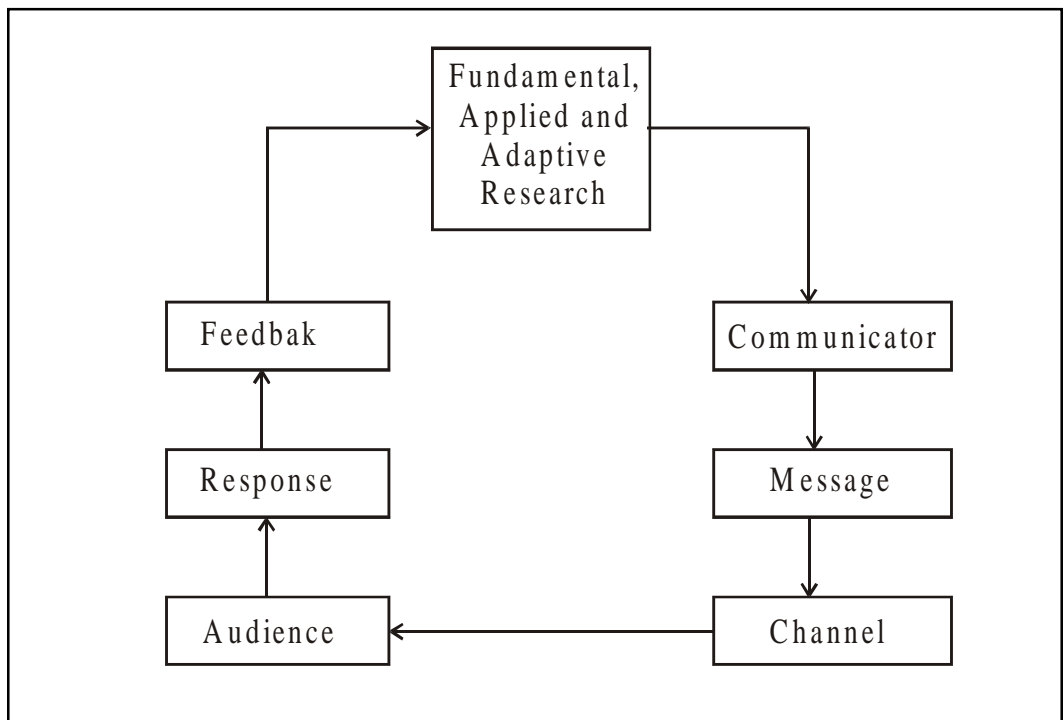 Fundamental,
Applied and
Adaptive
Research
Feedbak
Communicator
Response
Message
Audience
Channel